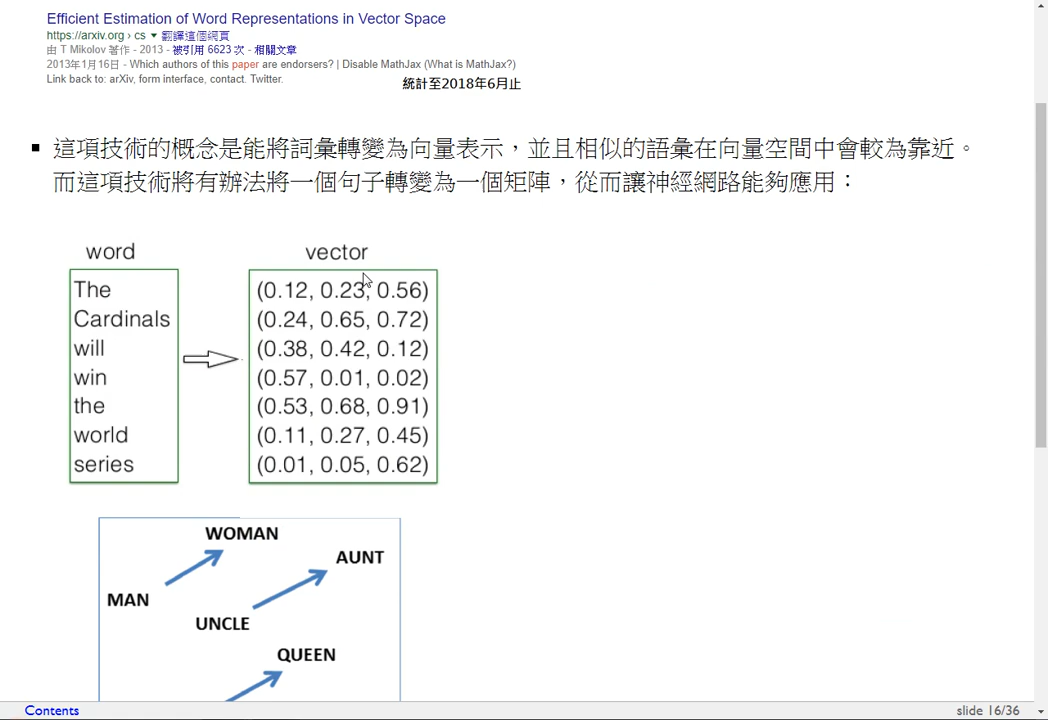 Efficient Estimation of Word Representations in Vector Space
https://arxiv.org › cs ▼ 翻譯這個網頁
由 T Mikolov 著作 - 2013 - 被引用 6623 次 - 相關文章
2013年1月16日 - Which authors of this paper are endorsers? | Disable MathJax (What is MathJax?)
Link back to: arXiv, form interface, contact. Twitter.
統計至2018年6月止
▪ 這項技術的概念是能將詞彙轉變為向量表示，並且相似的語彙在向量空間中會較為靠近。
而這項技術將有辦法將一個句子轉變為一個矩陣，從而讓神經網路能夠應用：
word vector
The (0.12, 0.23, 0.56)
Cardinals (0.24, 0.65, 0.72)
will (0.38, 0.42, 0.12)
win (0.57, 0.01, 0.02)
the (0.53, 0.68, 0.91)
world (0.11, 0.27, 0.45)
series (0.01, 0.05, 0.62)
WOMAN
AUNT
MAN
UNCLE
QUEEN
Contents slide 16/36